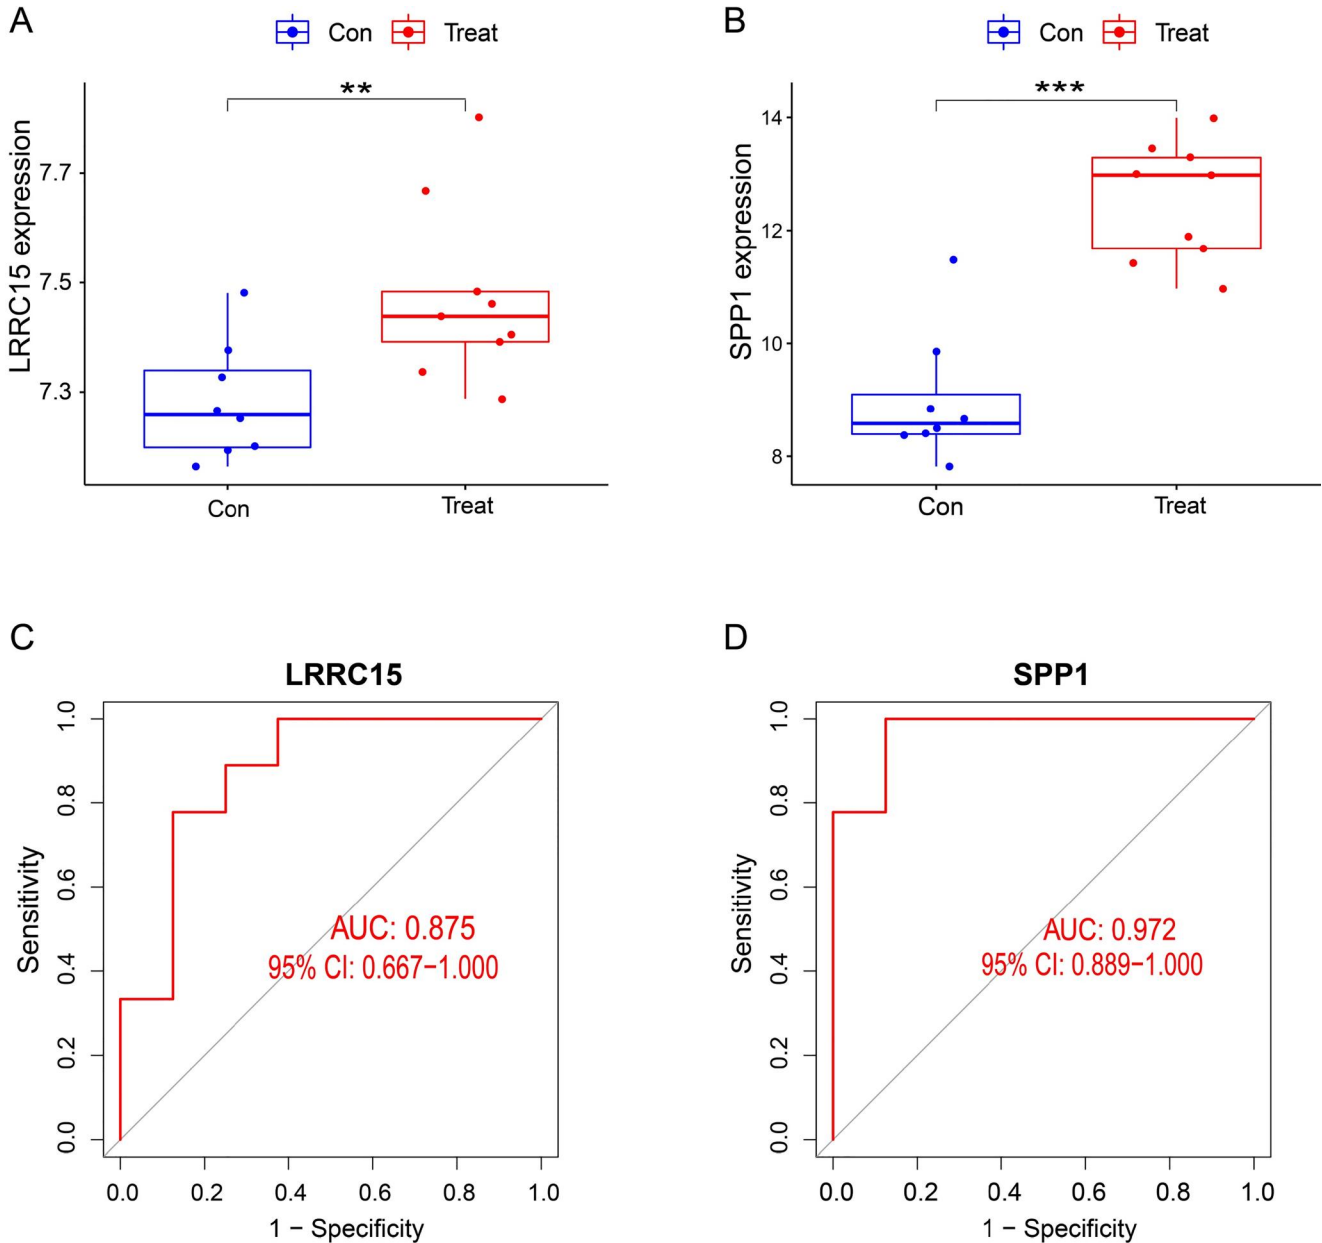 A
Con Treat
**
LRRC15 expression
7.7
7.5
7.3
Con Treat
B
Con Treat
***
SPP1 expression
14
12
10
8
Con Treat
C
LRRC15
Sensitivity
1.0
0.8
0.6
0.4
0.2
0.0
AUC: 0.875
95% CI: 0.667−1.000
0.0 0.2 0.4 0.6 0.8 1.0
1 − Specificity
D
SPP1
Sensitivity
1.0
0.8
0.6
0.4
0.2
0.0
AUC: 0.972
95% CI: 0.889−1.000
0.0 0.2 0.4 0.6 0.8 1.0
1 − Specificity